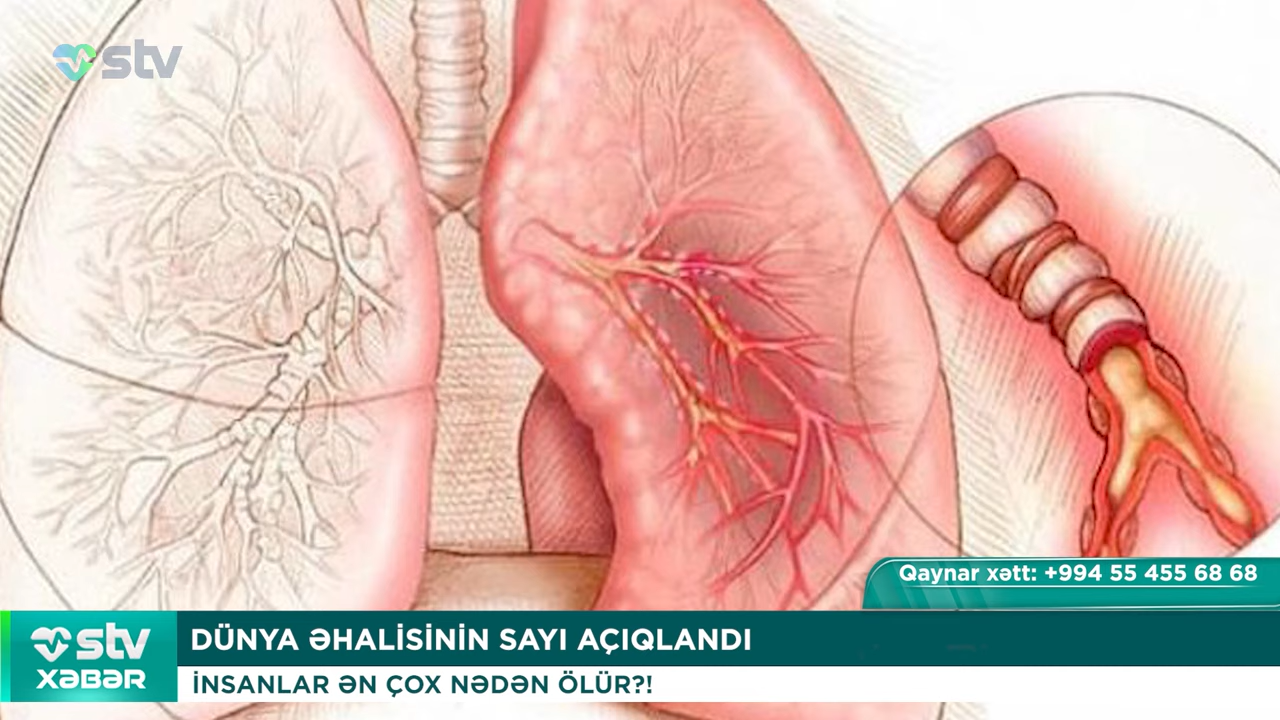 stv
Qaynar xətt: +994 55 455 68 68
stv
XƏBƏR
DÜNYA ƏHALİSİNİN SAYI AÇIQLANDI
İNSANLAR ƏN ÇOX NƏDƏN ÖLÜR?!